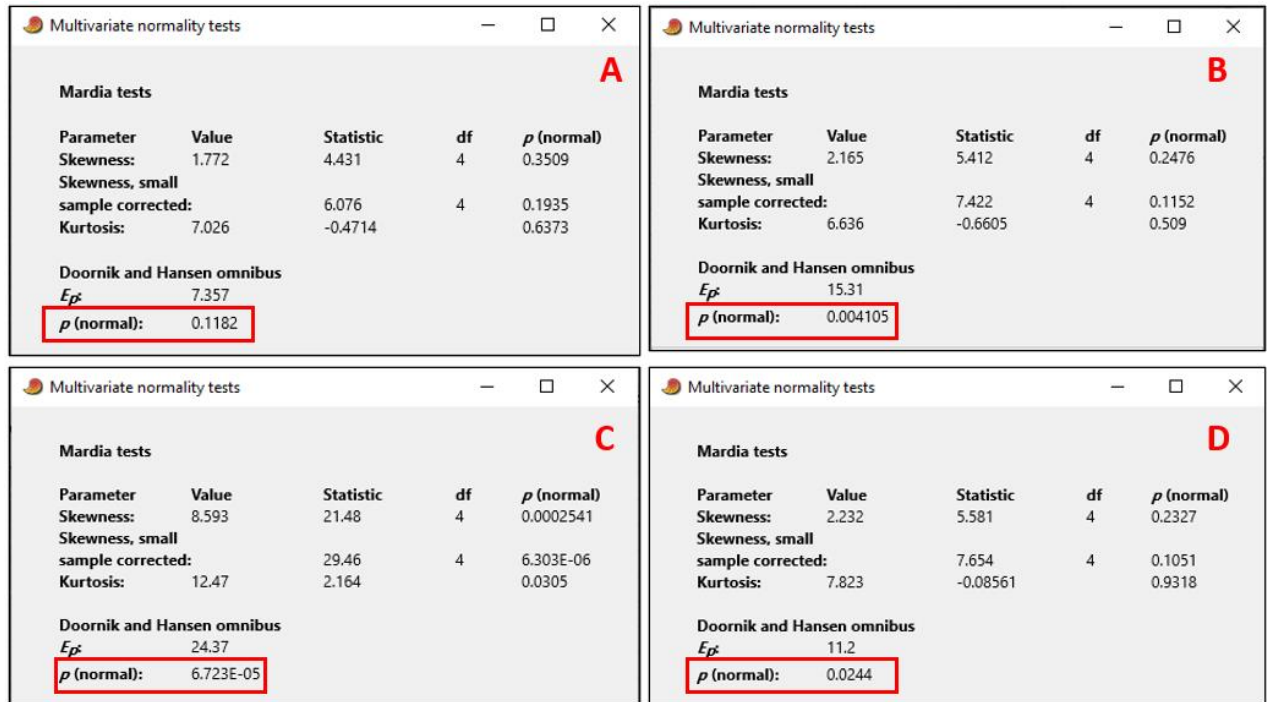 Multivariate normality tests
A
Mardia tests
Parameter Value Statistic df p (normal)
Skewness: 1.772 4.431 4 0.3509
Skewness, small
sample corrected: 6.076 4 0.1935
Kurtosis: 7.026 -0.4714 0.6373
Doornik and Hansen omnibus
Ep: 7.357
p (normal): 0.1182
Multivariate normality tests
B
Mardia tests
Parameter Value Statistic df p (normal)
Skewness: 2.165 5.412 4 0.2476
Skewness, small
sample corrected: 7.422 4 0.1152
Kurtosis: 6.636 -0.6605 0.509
Doornik and Hansen omnibus
Ep: 15.31
p (normal): 0.004105
Multivariate normality tests
C
Mardia tests
Parameter Value Statistic df p (normal)
Skewness: 8.593 21.48 4 0.0002541
Skewness, small
sample corrected: 29.46 4 6.303E-06
Kurtosis: 12.47 2.164 0.0305
Doornik and Hansen omnibus
Ep: 24.37
p (normal): 6.723E-05
Multivariate normality tests
D
Mardia tests
Parameter Value Statistic df p (normal)
Skewness: 2.232 5.581 4 0.2327
Skewness, small
sample corrected: 7.654 4 0.1051
Kurtosis: 7.823 -0.08561 0.9318
Doornik and Hansen omnibus
Ep: 11.2
p (normal): 0.0244